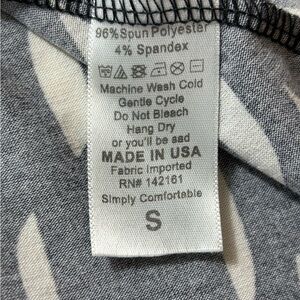 96%Spun Polyester
4% Spandex
Machine Wash Cold
Gentle Cycle
Do Not Bleach
Hang Dry
or you'll be sad
MADE IN USA
Fabric Imported
RN# 142161
Simply Comfortable
S